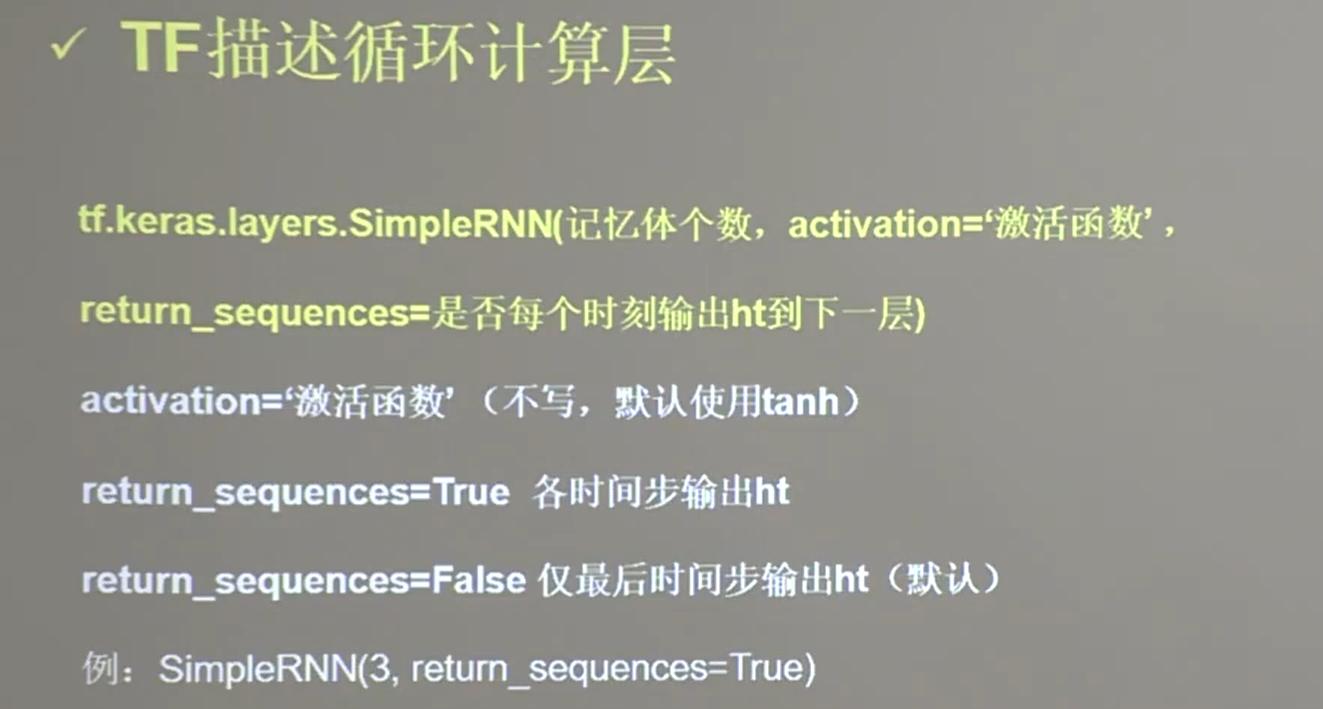 ✓ TF描述循环计算层
tf.keras.layers.SimpleRNN(记忆体个数，activation=‘激活函数’ ，
return_sequences=是否每个时刻输出ht到下一层)
activation=‘激活函数’ （不写，默认使用tanh）
return_sequences=True 各时间步输出ht
return_sequences=False 仅最后时间步输出ht（默认）
例：SimpleRNN(3, return_sequences=True)